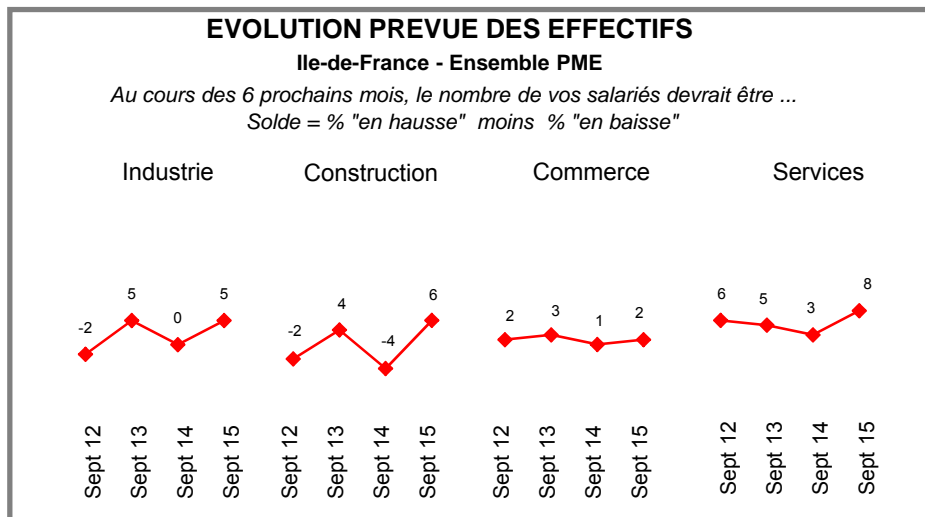 EVOLUTION PREVUE DES EFFECTIFS
Ile-de-France - Ensemble PME
Au cours des 6 prochains mois, le nombre de vos salariés devrait être ...
Solde = % "en hausse" moins % "en baisse"
Industrie
-2 5 0 5
Sept 12 Sept 13 Sept 14 Sept 15
Construction
-2 4 -4 6
Sept 12 Sept 13 Sept 14 Sept 15
Commerce
2 3 1 2
Sept 12 Sept 13 Sept 14 Sept 15
Services
6 5 3 8
Sept 12 Sept 13 Sept 14 Sept 15